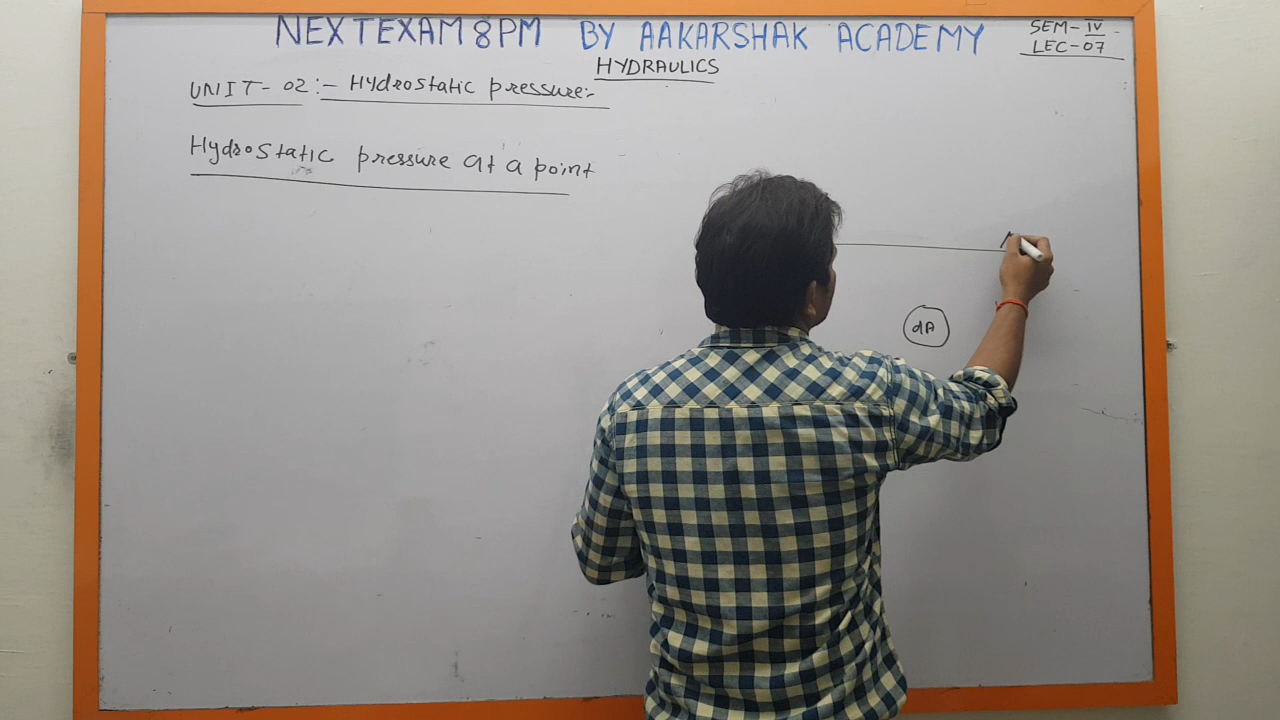 NEXTEXAM 8PM BY AAKARSHAK ACADEMY
SEM-IV
LEC-07
HYDRAULICS
UNIT-02:- Hydrostatic pressure:-
Hydrostatic pressure at a point
dA